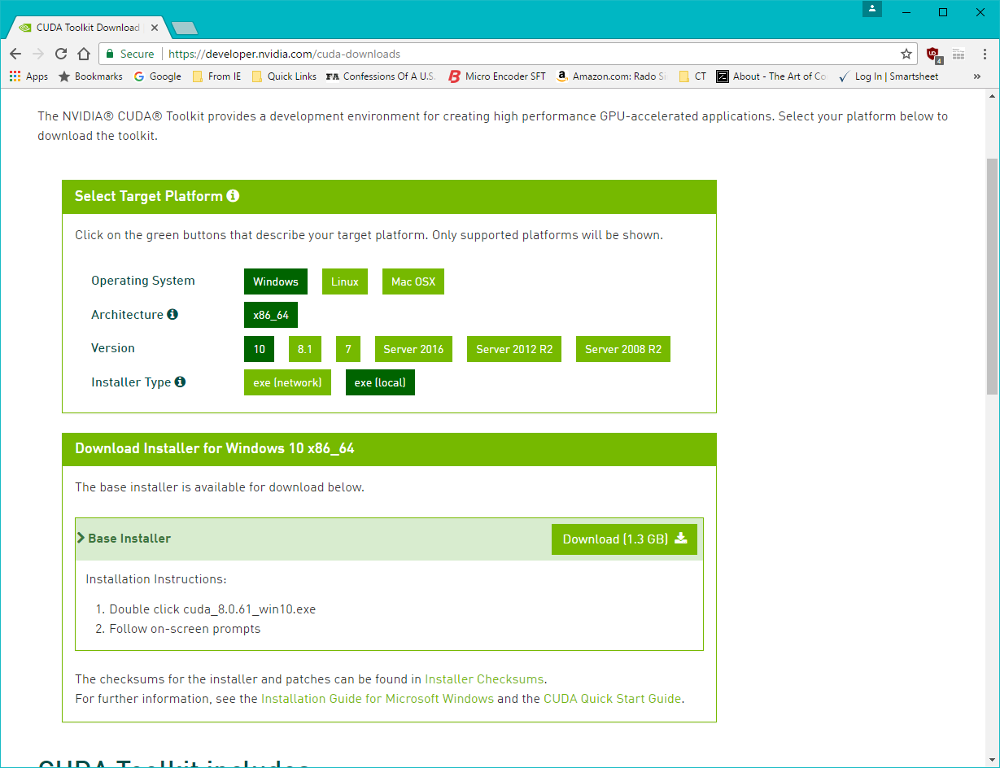 CUDA Toolkit Download
Secure https://developer.nvidia.com/cuda-downloads
4
Apps Bookmarks Google From IE Quick Links FA Confessions Of A U.S. Micro Encoder SFT Amazon.com: Rado CT About - The Art of Log In | Smartsheet »
The NVIDIA® CUDA® Toolkit provides a development environment for creating high performance GPU-accelerated applications. Select your platform below to
download the toolkit.
Select Target Platform
Click on the green buttons that describe your target platform. Only supported platforms will be shown.
Operating System Windows Linux Mac OSX
Architecture x86_64
Version 10 8.1 7 Server 2016 Server 2012 R2 Server 2008 R2
Installer Type exe (network) exe (local)
Download Installer for Windows 10 x86_64
The base installer is available for download below.
Base Installer Download (1.3 GB)
Installation Instructions:
1. Double click cuda_8.0.61_win10.exe
2. Follow on-screen prompts
The checksums for the installer and patches can be found in Installer Checksums.
For further information, see the Installation Guide for Microsoft Windows and the CUDA Quick Start Guide.
CUDA Toolkit includes